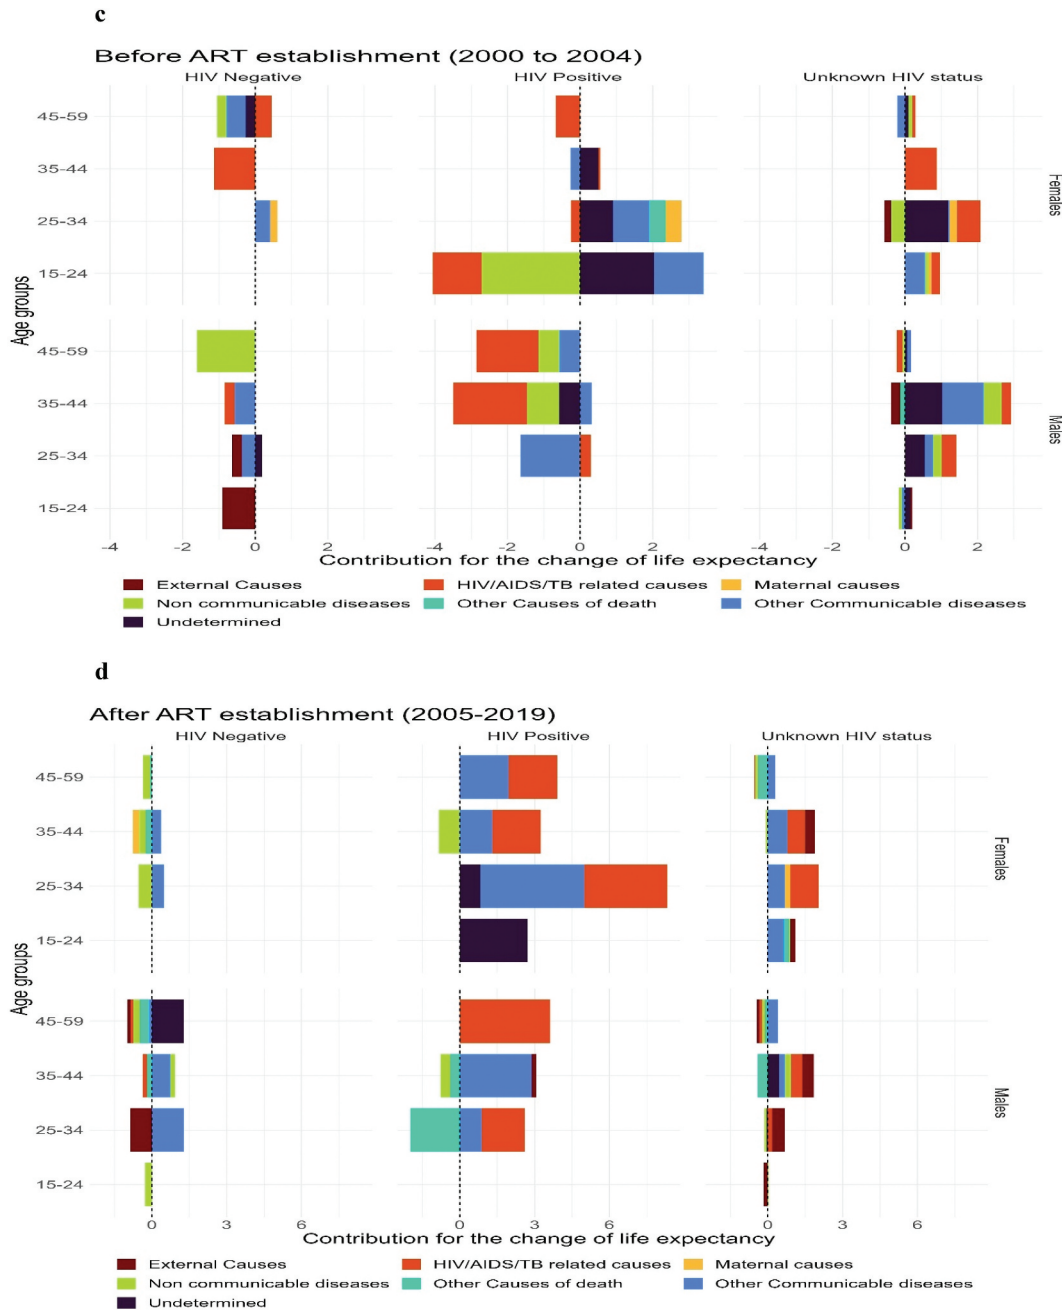 c
Before ART establishment (2000 to 2004)
HIV Negative HIV Positive Unknown HIV status
45-59
35-44
25-34
15-24
Females
Age groups
45-59
35-44
25-34
15-24
Males
-4 -2 0 2 -4 -2 0 2 -4 -2 0 2
Contribution for the change of life expectancy
External Causes HIV/AIDS/TB related causes Maternal causes
Non communicable diseases Other Causes of death Other Communicable diseases
Undetermined
d
After ART establishment (2005-2019)
HIV Negative HIV Positive Unknown HIV status
45-59
35-44
25-34
15-24
Females
Age groups
45-59
35-44
25-34
15-24
Males
0 3 6 0 3 6 0 3 6
Contribution for the change of life expectancy
External Causes HIV/AIDS/TB related causes Maternal causes
Non communicable diseases Other Causes of death Other Communicable diseases
Undetermined